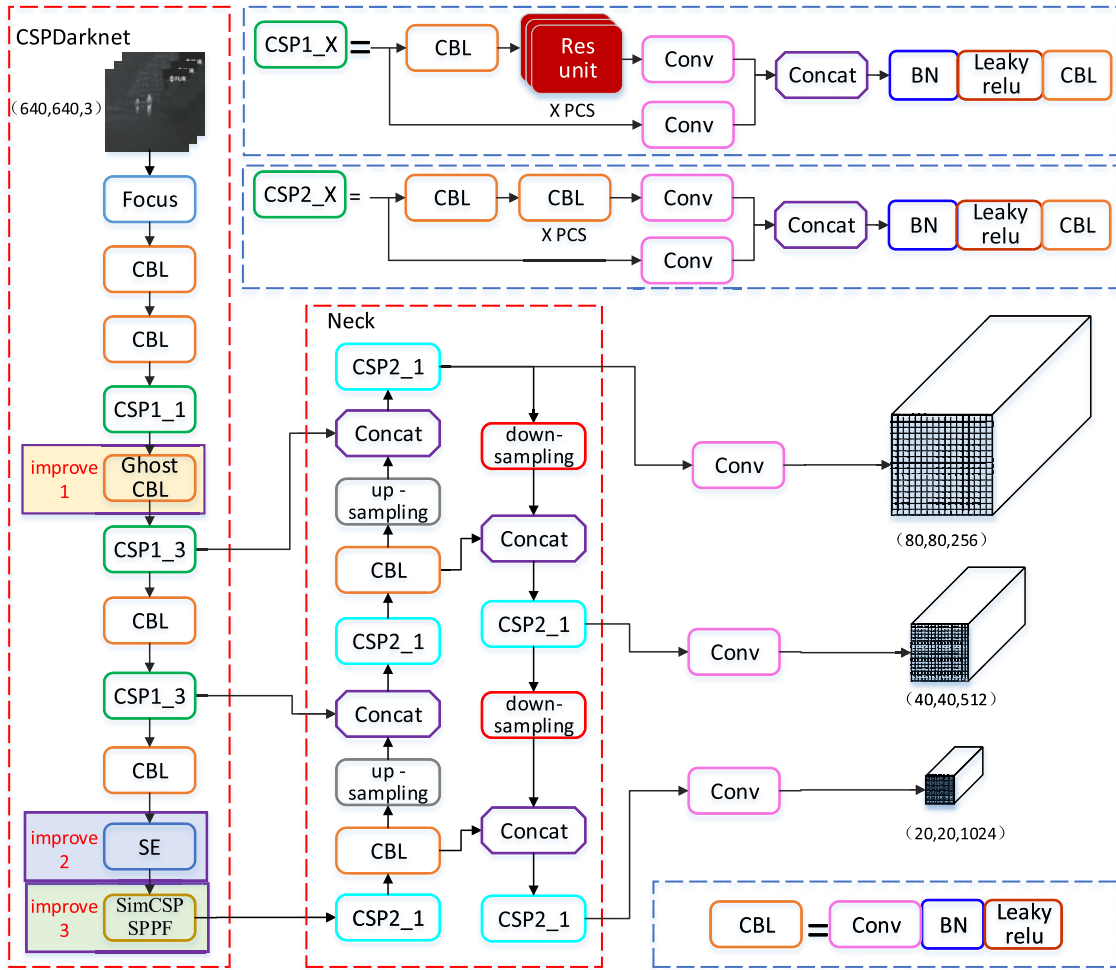 CSPDarknet
（640,640,3）
Focus
CBL
CBL
CSP1_1
improve
1
Ghost
CBL
CSP1_3
CBL
CSP1_3
CBL
improve
2
SE
improve
3
SimCSP
SPPF
CSP1_X
=
CBL
Res
unit
X PCS
Conv
Conv
Concat
BN
Leaky
relu
CBL
CSP2_X
=
CBL
CBL
X PCS
Conv
Conv
Concat
BN
Leaky
relu
CBL
Neck
CSP2_1
Concat
up -
sampling
CBL
CSP2_1
Concat
up -
sampling
CBL
CSP2_1
down-
sampling
Concat
CSP2_1
down-
sampling
Concat
CSP2_1
Conv
（80,80,256）
Conv
（40,40,512）
Conv
（20,20,1024）
CBL
=
Conv
BN
Leaky
relu